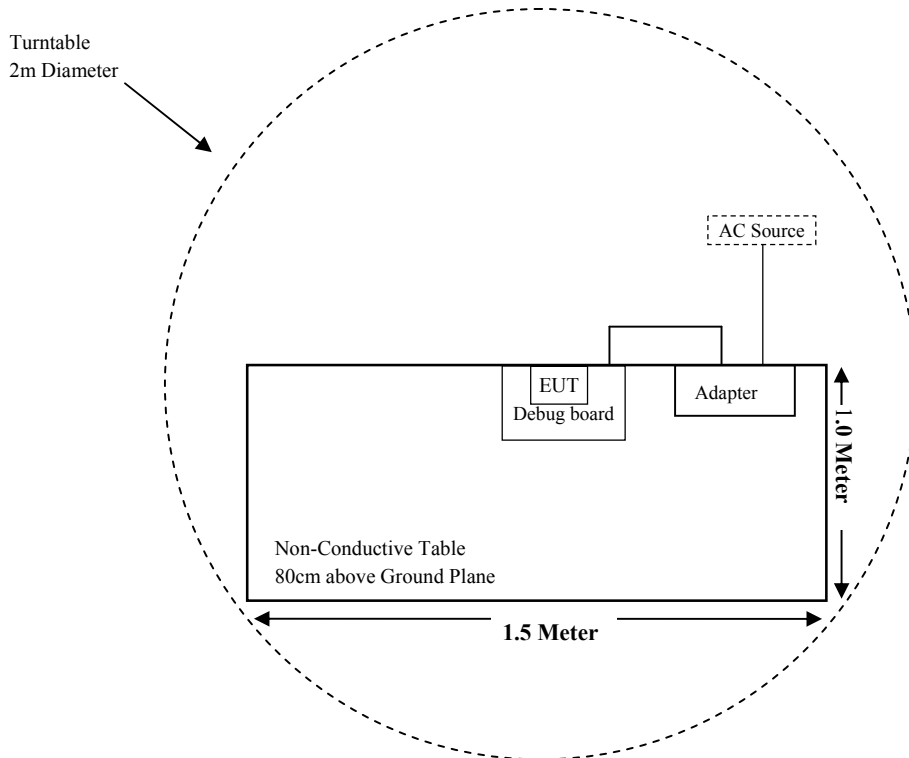 Turntable
2m Diameter
AC Source
EUT
Debug board
Adapter
1.0 Meter
Non-Conductive Table
80cm above Ground Plane
1.5 Meter